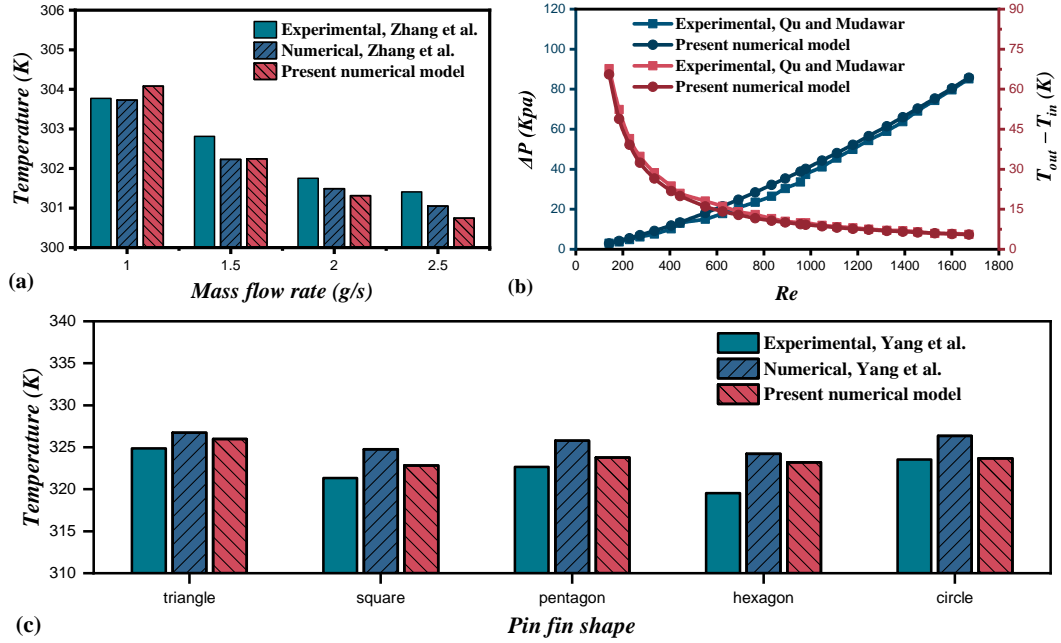 306
305
304
303
302
301
300
Temperature (K)
Experimental, Zhang et al.
Numerical, Zhang et al.
Present numerical model
1
1.5
2
2.5
Mass flow rate (g/s)
(a)
120
100
80
60
40
20
0
ΔP (Kpa)
Experimental, Qu and Mudawar
Present numerical model
Experimental, Qu and Mudawar
Present numerical model
90
75
60
45
30
15
0
T_out − T_in (K)
0
200
400
600
800
1000
1200
1400
1600
1800
Re
(b)
340
335
330
325
320
315
310
Temperature (K)
Experimental, Yang et al.
Numerical, Yang et al.
Present numerical model
triangle
square
pentagon
hexagon
circle
Pin fin shape
(c)